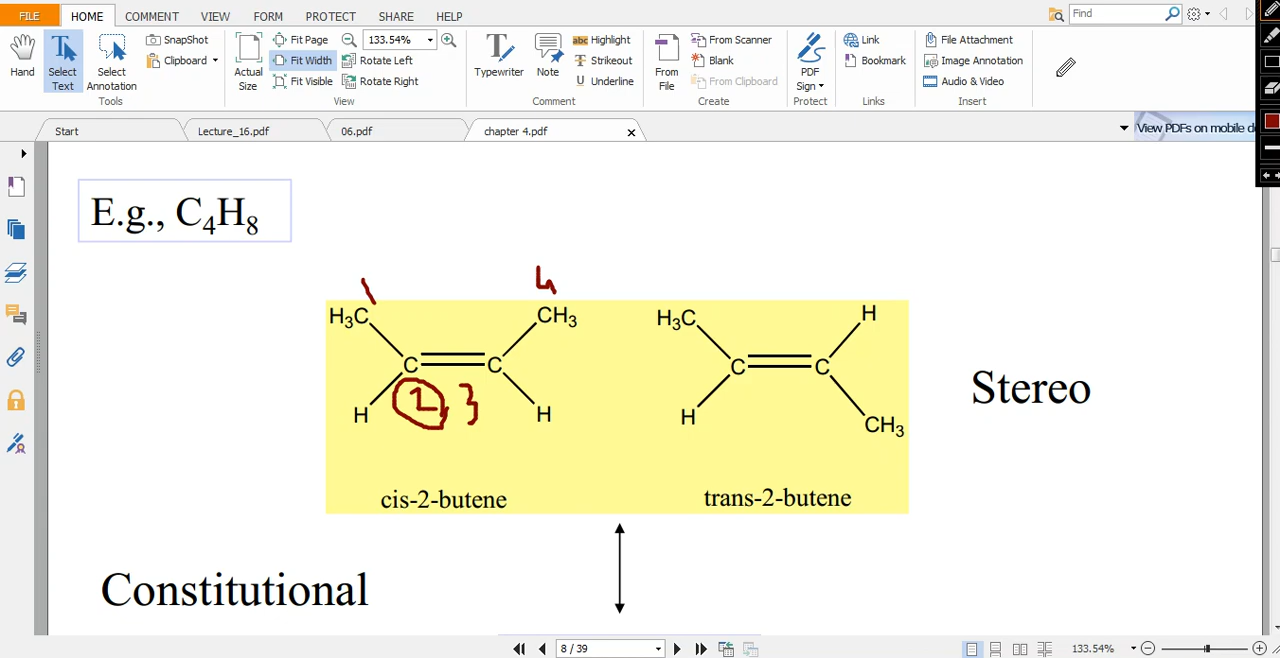 FILE HOME COMMENT VIEW FORM PROTECT SHARE HELP Find
SnapShot Fit Page 133.54% Highlight From Scanner Link File Attachment
Clipboard Fit Width Rotate Left Strikeout Blank Bookmark Image Annotation
Fit Visible Rotate Right Underline From Clipboard Audio & Video
Hand Select Text Select Annotation Actual Size Typewriter Note From File PDF Sign
Tools View Comment Create Protect Links Insert
Start Lecture_16.pdf 06.pdf chapter 4.pdf View PDFs on mobile d
E.g., C₄H₈
1 4
H₃C CH₃ H₃C H
C C C C
2, 3
H H H CH₃
Stereo
cis-2-butene trans-2-butene
Constitutional
8 / 39 133.54%